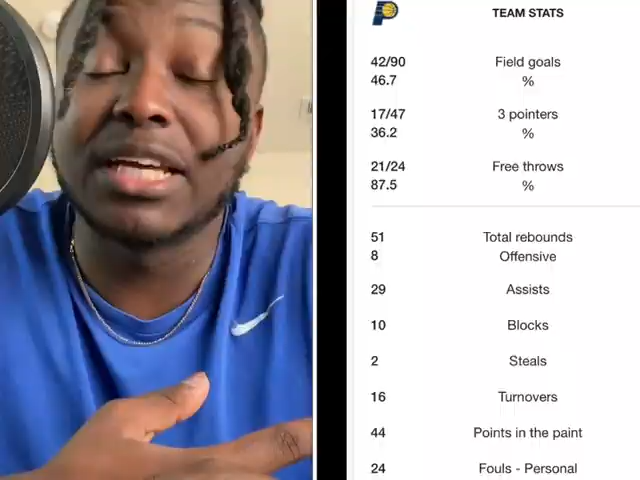 TEAM STATS
42/90 Field goals
46.7 %
17/47 3 pointers
36.2 %
21/24 Free throws
87.5 %
51 Total rebounds
8 Offensive
29 Assists
10 Blocks
2 Steals
16 Turnovers
44 Points in the paint
24 Fouls - Personal